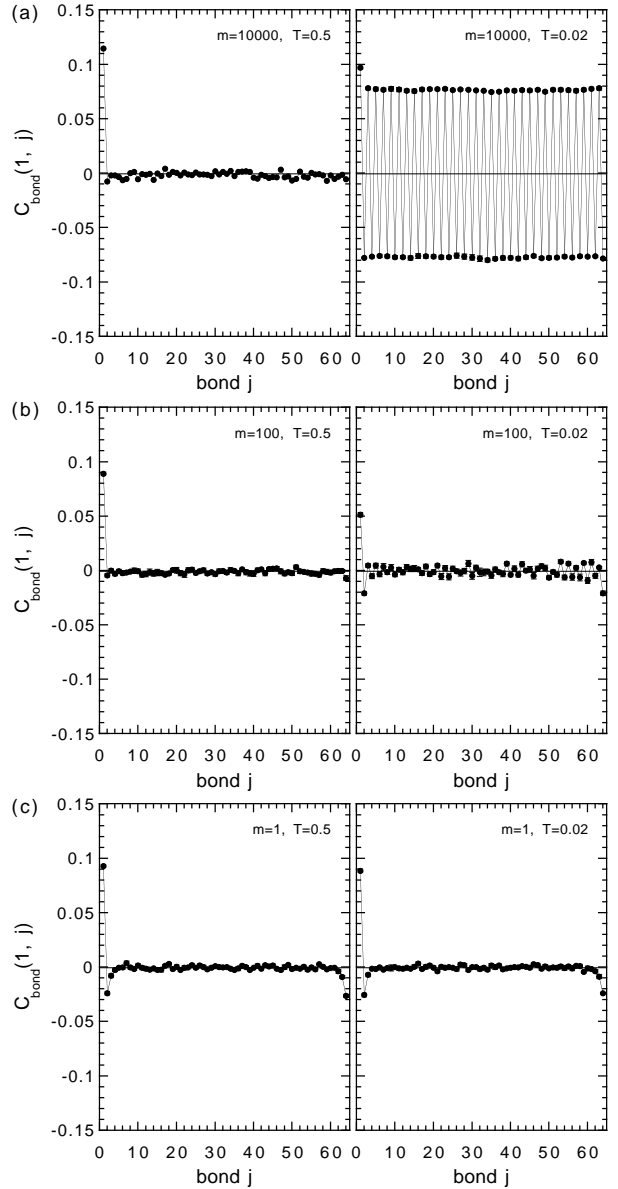 (a)
m=10000, T=0.5
m=10000, T=0.02
0.15
0.1
0.05
0
-0.05
-0.1
-0.15
C_bond(1, j)
0 10 20 30 40 50 60
0 10 20 30 40 50 60
bond j
bond j
(b)
m=100, T=0.5
m=100, T=0.02
0.15
0.1
0.05
0
-0.05
-0.1
-0.15
C_bond(1, j)
0 10 20 30 40 50 60
0 10 20 30 40 50 60
bond j
bond j
(c)
m=1, T=0.5
m=1, T=0.02
0.15
0.1
0.05
0
-0.05
-0.1
-0.15
C_bond(1, j)
0 10 20 30 40 50 60
0 10 20 30 40 50 60
bond j
bond j